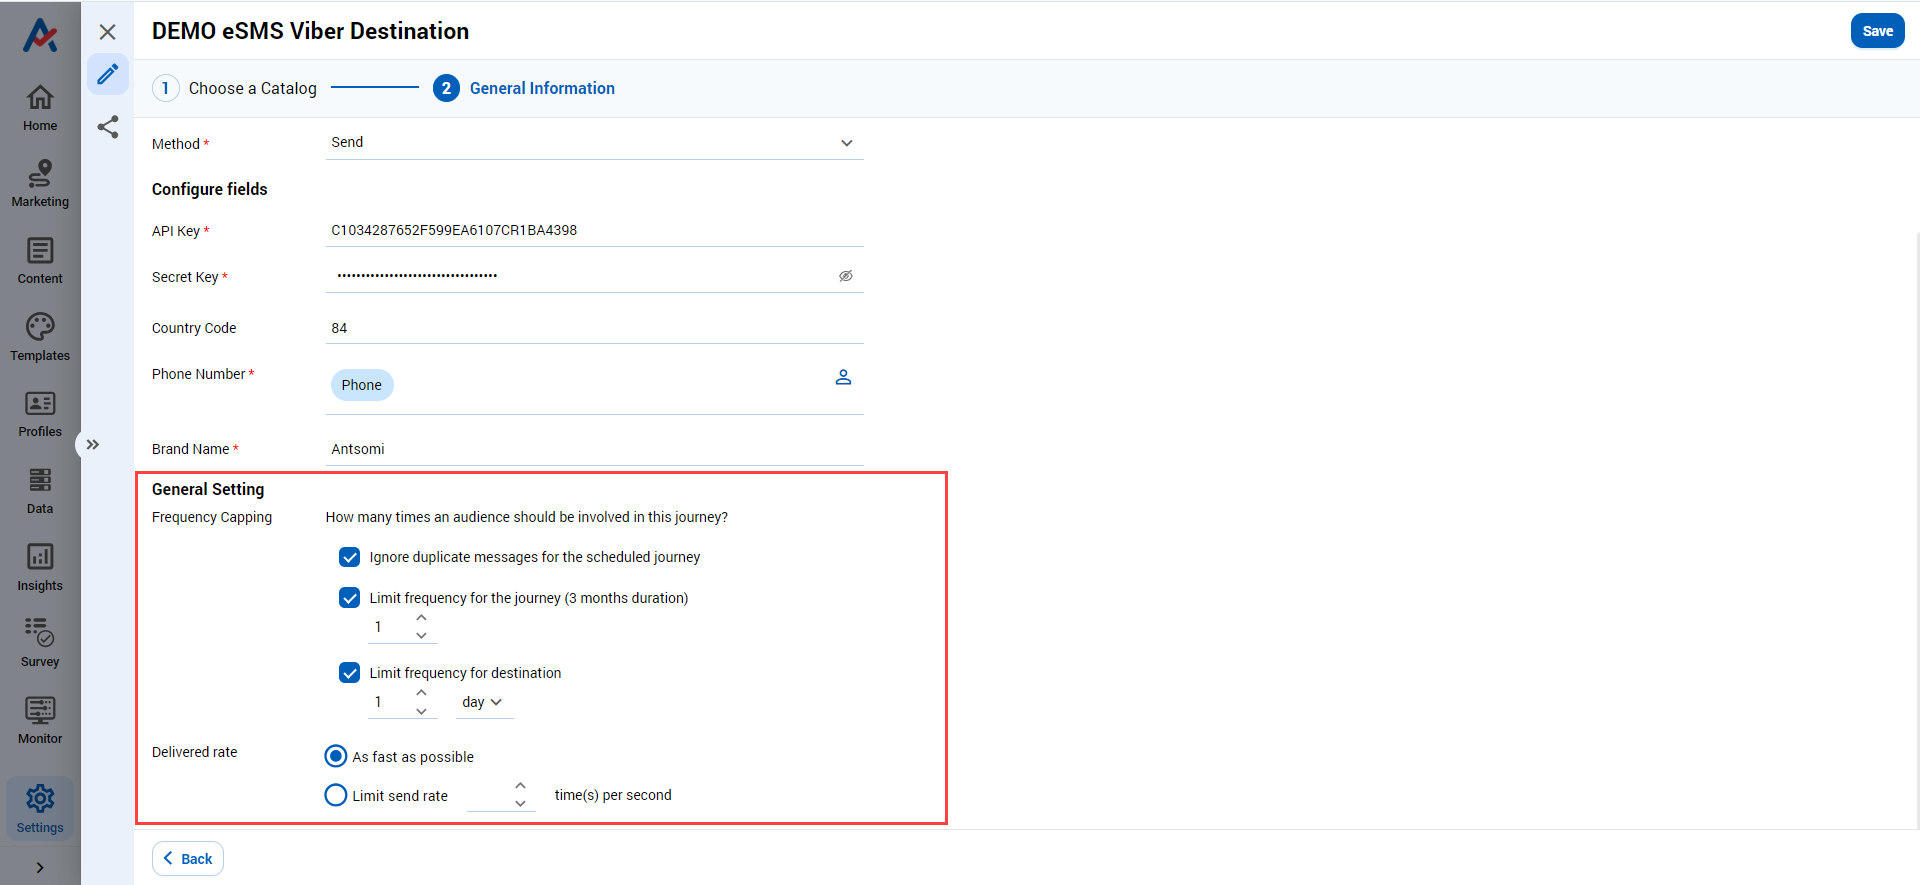 DEMO eSMS Viber Destination
Save
1 Choose a Catalog 2 General Information
Home
Marketing
Content
Templates
Profiles
Data
Insights
Survey
Monitor
Settings
Method *
Send
Configure fields
API Key *
C1034287652F599EA6107CR1BA4398
Secret Key *
Country Code
84
Phone Number *
Phone
Brand Name *
Antsomi
General Setting
Frequency Capping
How many times an audience should be involved in this journey?
Ignore duplicate messages for the scheduled journey
Limit frequency for the journey (3 months duration)
1
Limit frequency for destination
1 day
Delivered rate
As fast as possible
Limit send rate time(s) per second
Back